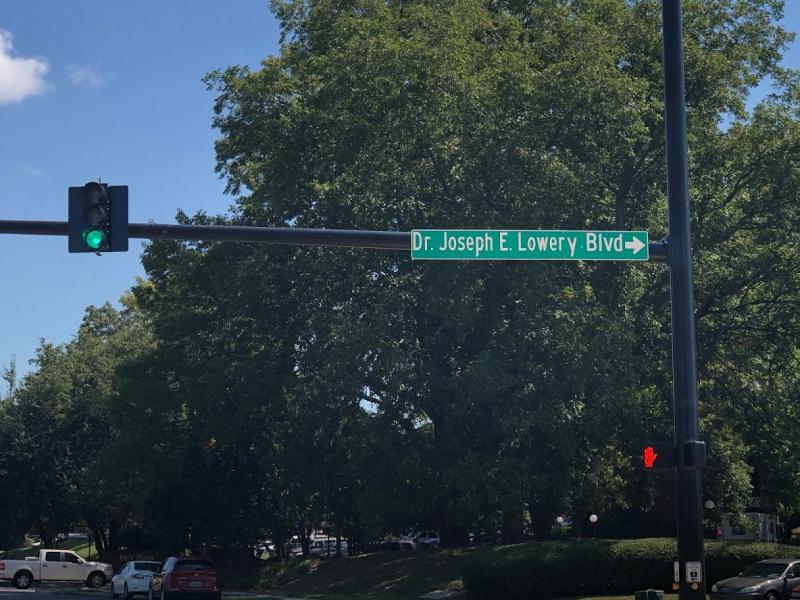 Dr. Joseph E. Lowery Blvd →